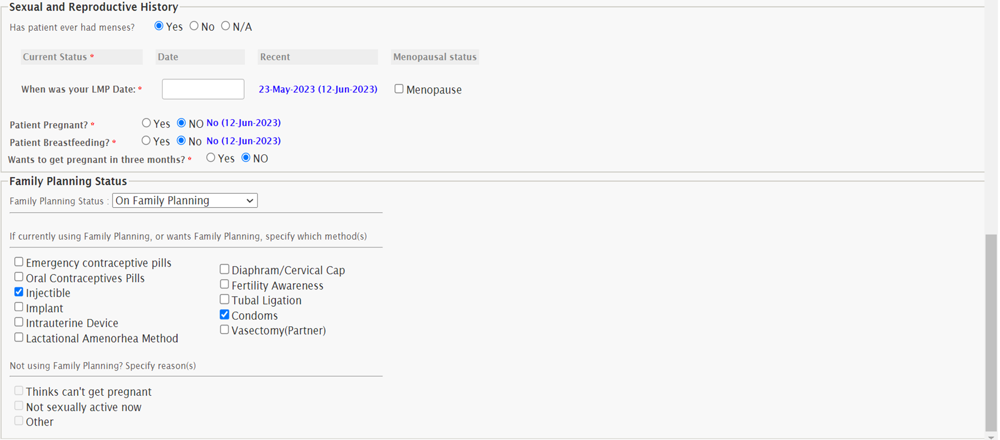 Sexual and Reproductive History
Has patient ever had menses? Yes No N/A
Current Status * Date Recent Menopausal status
When was your LMP Date: * 23-May-2023 (12-Jun-2023) Menopause
Patient Pregnant? * Yes NO No (12-Jun-2023)
Patient Breastfeeding? * Yes No No (12-Jun-2023)
Wants to get pregnant in three months? * Yes NO
Family Planning Status
Family Planning Status : On Family Planning
If currently using Family Planning, or wants Family Planning, specify which method(s)
Emergency contraceptive pills
Oral Contraceptives Pills
Injectible
Implant
Intrauterine Device
Lactational Amenorhea Method
Diaphram/Cervical Cap
Fertility Awareness
Tubal Ligation
Condoms
Vasectomy(Partner)
Not using Family Planning? Specify reason(s)
Thinks can't get pregnant
Not sexually active now
Other